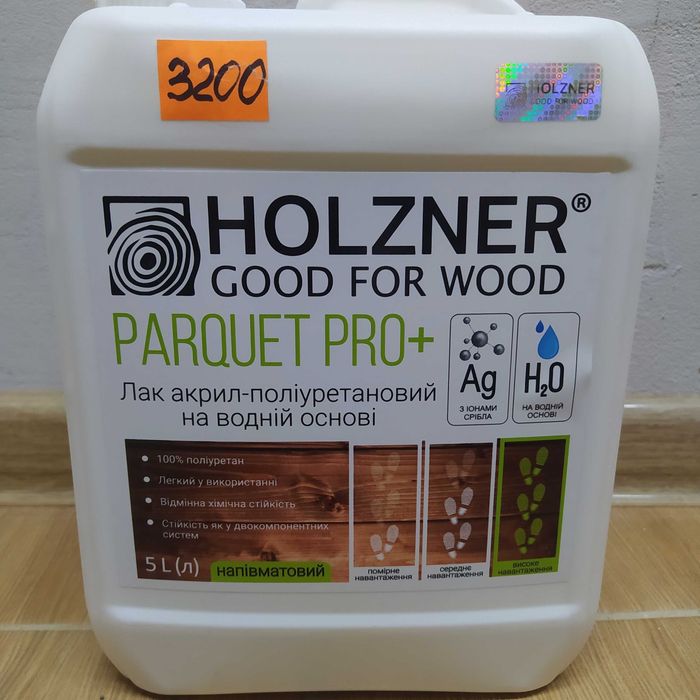 3200
HOLZNER
GOOD FOR WOOD
HOLZNER®
GOOD FOR WOOD
PARQUET PRO+
Лак акрил-поліуретановий
на водній основі
Ag
З ІОНАМИ
СРІБЛА
H₂O
НА ВОДНІЙ
ОСНОВІ
• 100% поліуретан
• Легкий у використанні
• Відмінна хімічна стійкість
• Стійкість як у двокомпонентних
систем
5 L (л)
напівматовий
помірне
навантаження
середнє
навантаження
високе
навантаження